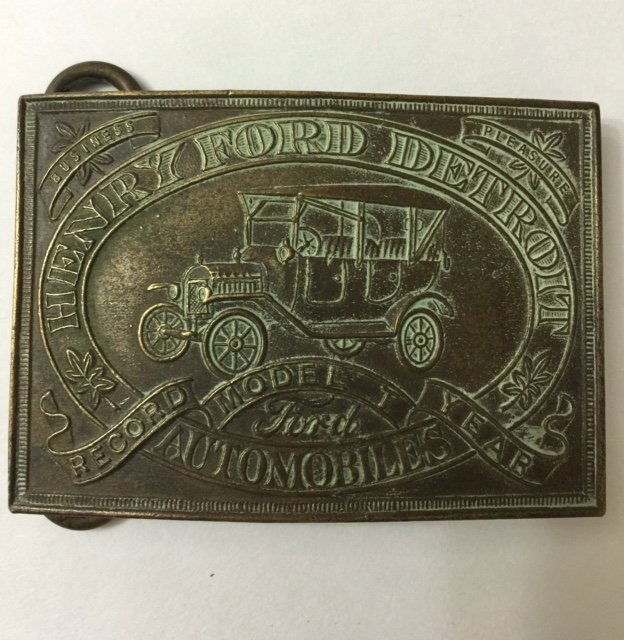 BUSINESS
PLEASURE
HENRY FORD DETROIT
RECORD MODEL T YEAR
Ford
AUTOMOBILES